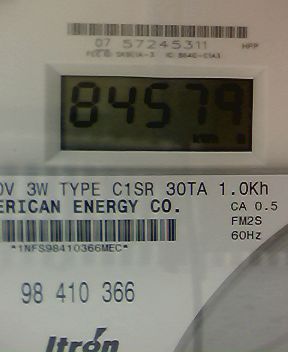 07 57245311
84579
0V 3W TYPE C1SR 30TA 1.0Kh
ERICAN ENERGY CO.
CA 0.5
FM2S
60Hz
*1NFS98410366MEC*
98 410 366
Itron